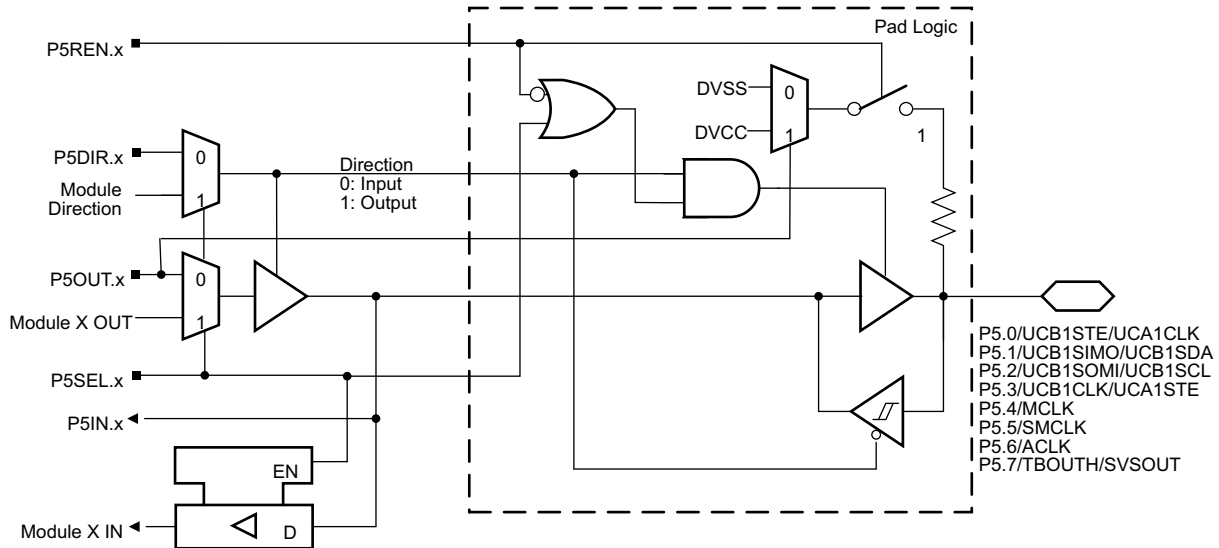 Pad Logic
P5REN.x
DVSS
0
DVCC
1
1
P5DIR.x
0
Module
Direction
1
Direction
0: Input
1: Output
P5OUT.x
0
Module X OUT
1
P5SEL.x
P5IN.x
EN
Module X IN
D
P5.0/UCB1STE/UCA1CLK
P5.1/UCB1SIMO/UCB1SDA
P5.2/UCB1SOMI/UCB1SCL
P5.3/UCB1CLK/UCA1STE
P5.4/MCLK
P5.5/SMCLK
P5.6/ACLK
P5.7/TBOUTH/SVSOUT